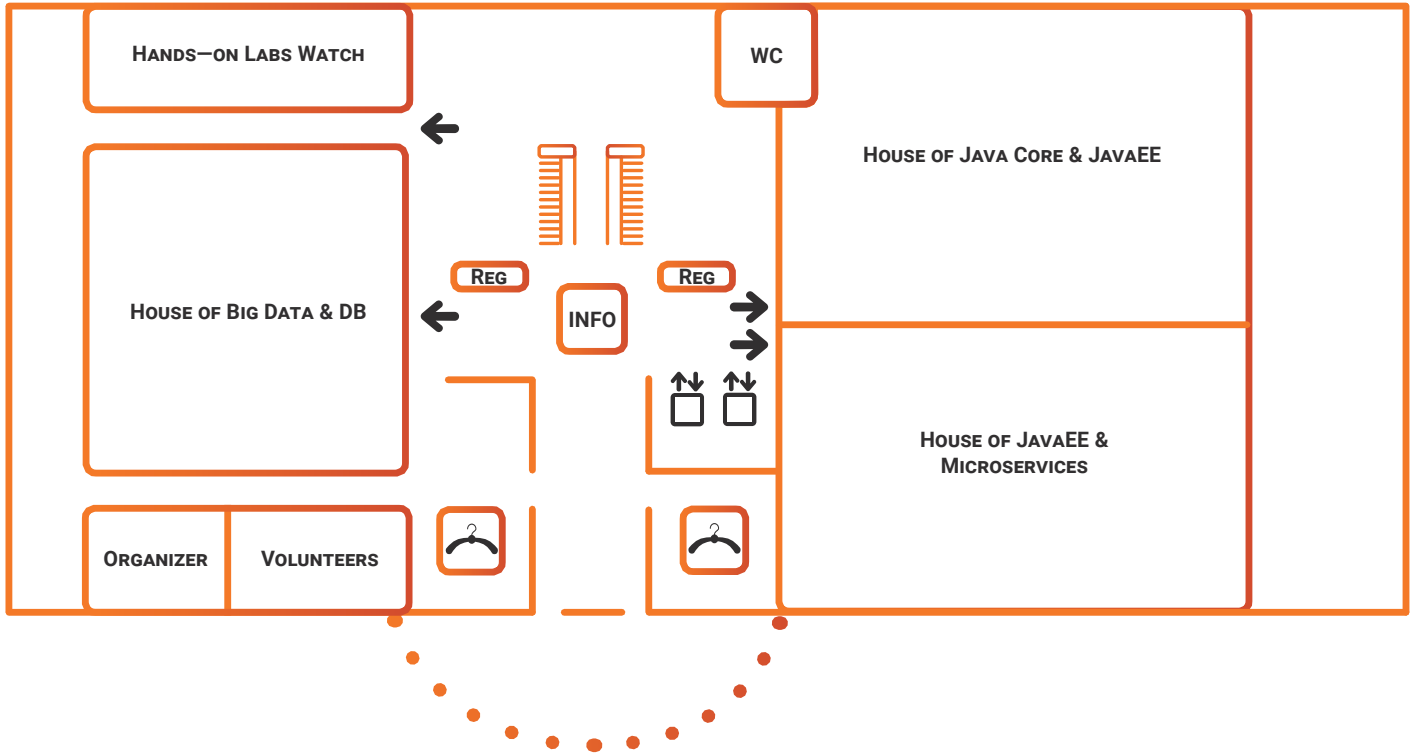 Hands—on Labs Watch
WC
House of Java Core & JavaEE
Reg
Reg
House of Big Data & DB
INFO
House of JavaEE &
Microservices
Organizer
Volunteers